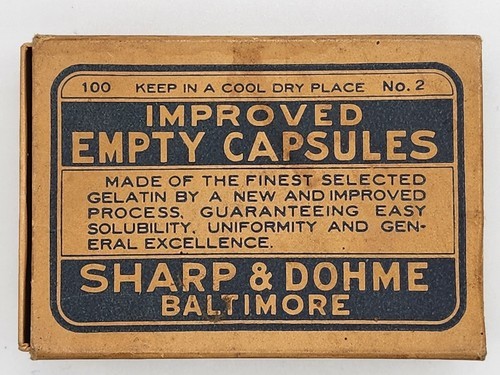 100 KEEP IN A COOL DRY PLACE No. 2
IMPROVED
EMPTY CAPSULES
MADE OF THE FINEST SELECTED
GELATIN BY A NEW AND IMPROVED
PROCESS, GUARANTEEING EASY
SOLUBILITY, UNIFORMITY AND GEN-
ERAL EXCELLENCE.
SHARP & DOHME
BALTIMORE